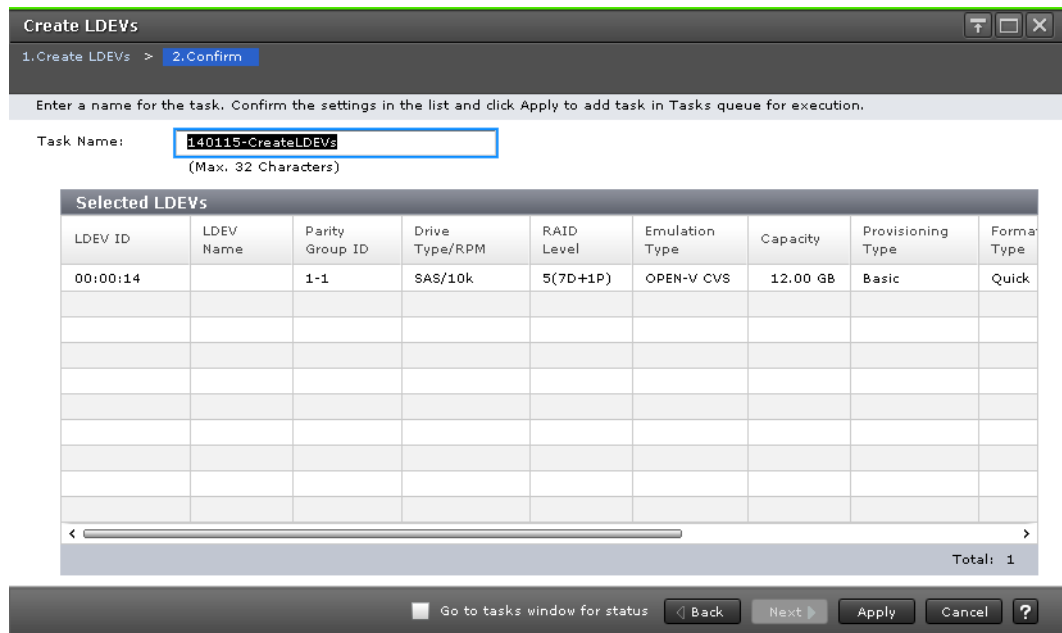 Create LDEVs
1.Create LDEVs > 2.Confirm
Enter a name for the task. Confirm the settings in the list and click Apply to add task in Tasks queue for execution.
Task Name: 140115-CreateLDEVs
(Max. 32 Characters)
Selected LDEVs
LDEV ID LDEV Name Parity Group ID Drive Type/RPM RAID Level Emulation Type Capacity Provisioning Type Format Type
00:00:14 1-1 SAS/10k 5(7D+1P) OPEN-V CVS 12.00 GB Basic Quick
Total: 1
Go to tasks window for status Back Next Apply Cancel ?